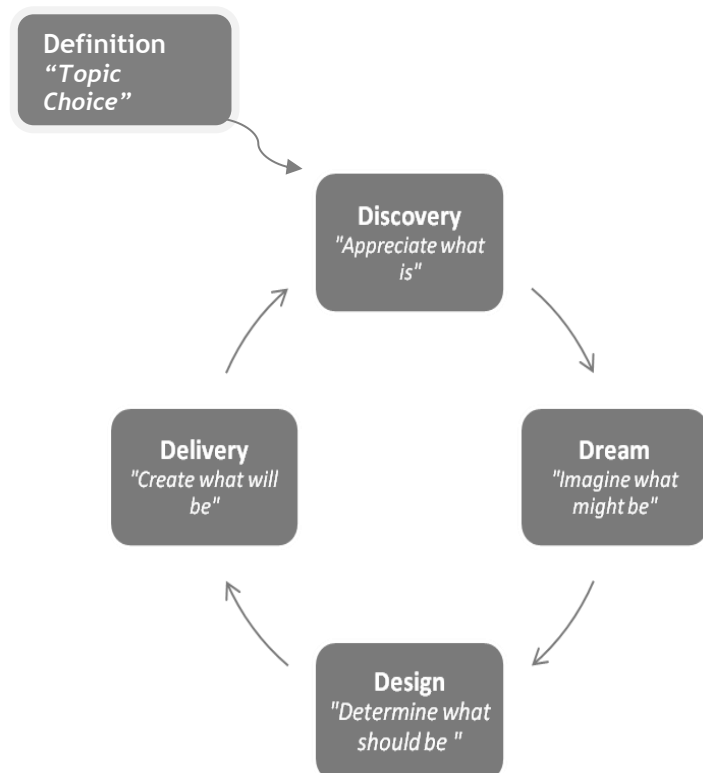 Definition
“Topic
Choice”
Discovery
"Appreciate what
is"
Dream
"Imagine what
might be"
Design
"Determine what
should be "
Delivery
"Create what will
be"